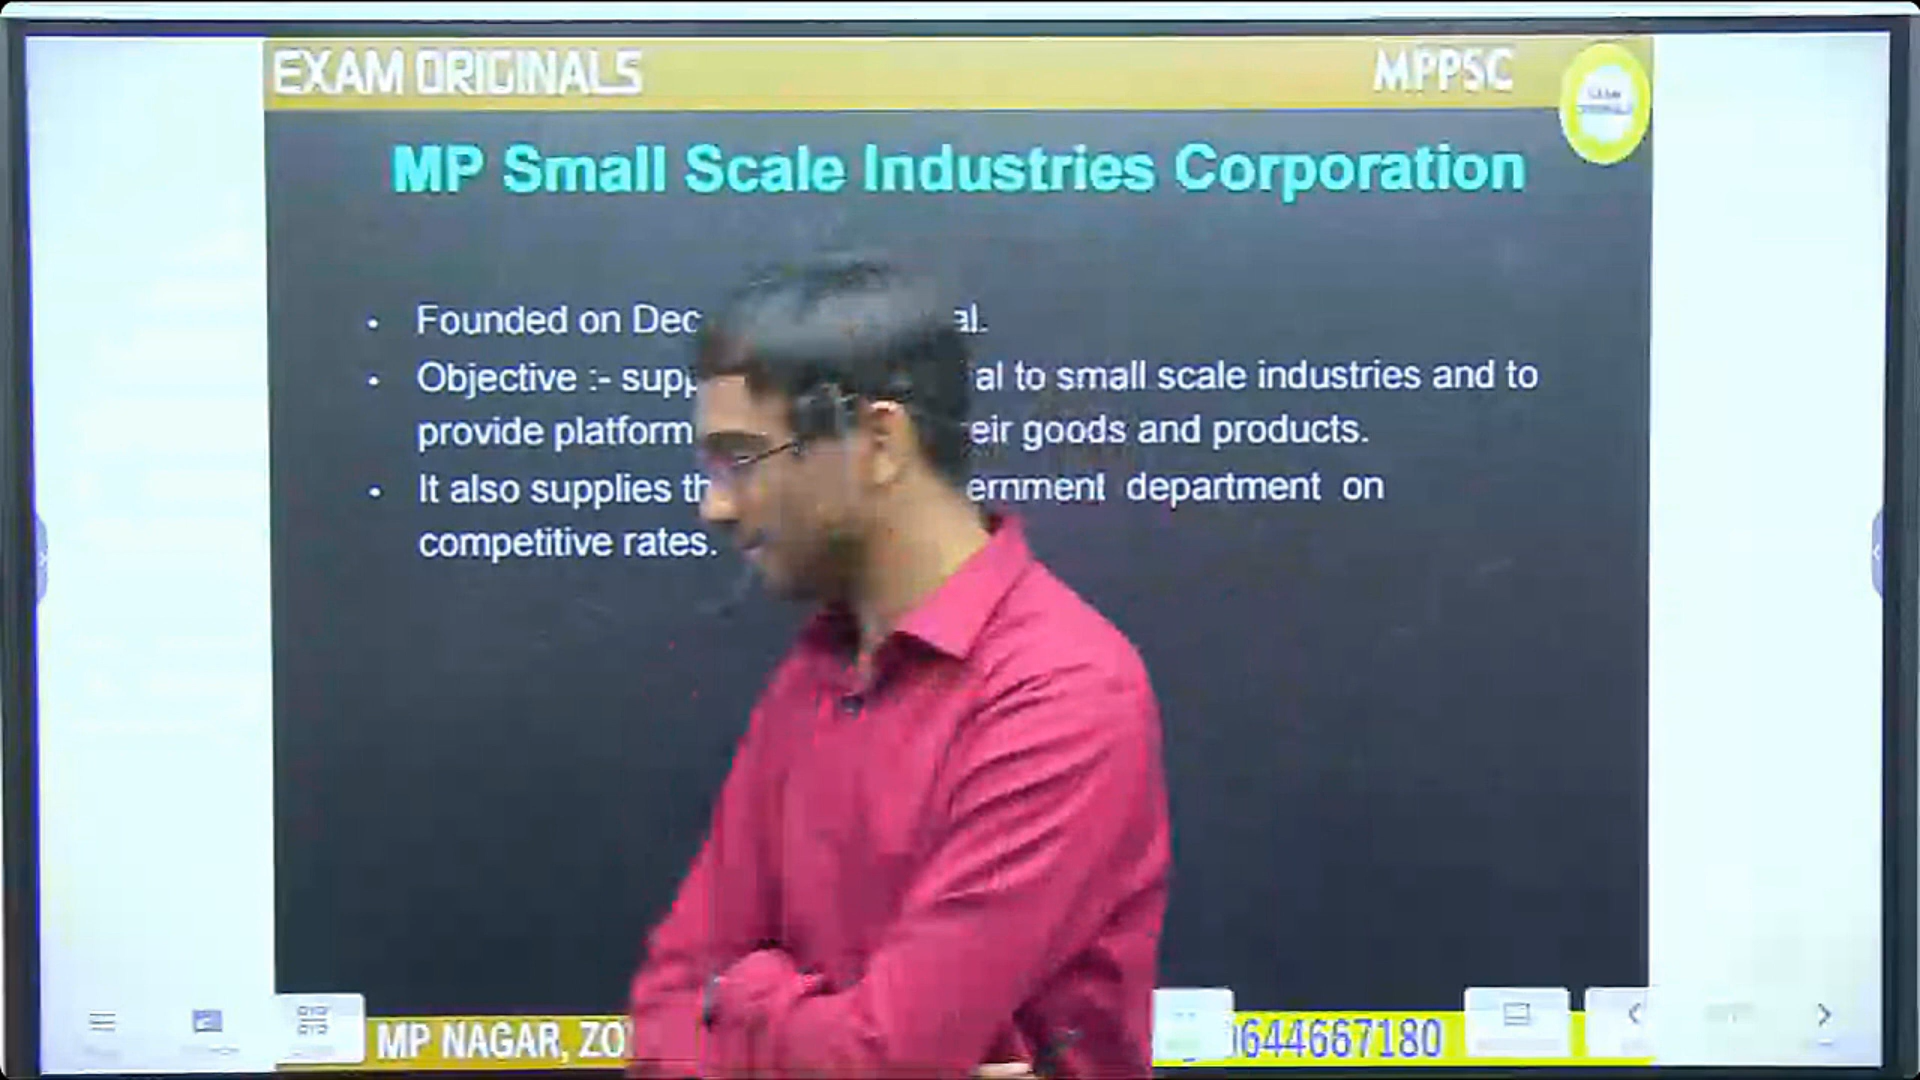 EXAM ORIGINALS MPPSC
MP Small Scale Industries Corporation
• Founded on Dec al.
• Objective :- supp al to small scale industries and to
provide platform eir goods and products.
• It also supplies th ernment department on
competitive rates.
MP NAGAR, ZO 644667180